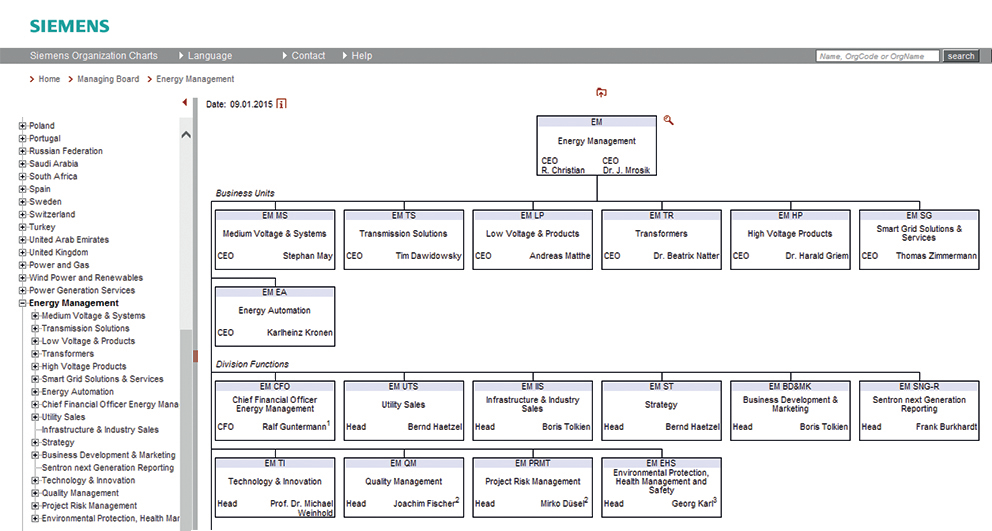 SIEMENS
Siemens Organization Charts Language Contact Help Name, OrgCode or OrgName search
Home Managing Board Energy Management
Date: 09.01.2015
Poland
Portugal
Russian Federation
Saudi Arabia
South Africa
Spain
Sweden
Switzerland
Turkey
United Arab Emirates
United Kingdom
Power and Gas
Wind Power and Renewables
Power Generation Services
Energy Management
Medium Voltage & Systems
Transmission Solutions
Low Voltage & Products
Transformers
High Voltage Products
Smart Grid Solutions & Services
Energy Automation
Chief Financial Officer Energy Mana
Utility Sales
Infrastructure & Industry Sales
Strategy
Business Development & Marketing
Sentron next Generation Reporting
Technology & Innovation
Quality Management
Project Risk Management
Environmental Protection, Health Mar
EM
Energy Management
CEO CEO
R. Christian Dr. J. Mrosik
Business Units
EM MS
Medium Voltage & Systems
CEO Stephan May
EM TS
Transmission Solutions
CEO Tim Dawidowsky
EM LP
Low Voltage & Products
CEO Andreas Matthe
EM TR
Transformers
CEO Dr. Beatrix Natter
EM HP
High Voltage Products
CEO Dr. Harald Griem
EM SG
Smart Grid Solutions &
Services
CEO Thomas Zimmermann
EM EA
Energy Automation
CEO Karlheinz Kronen
Division Functions
EM CFO
Chief Financial Officer
Energy Management
CFO Ralf Guntermann1
EM UTS
Utility Sales
Head Bernd Haetzel
EM IIS
Infrastructure & Industry
Sales
Head Boris Tolkien
EM ST
Strategy
Head Bernd Haetzel
EM BD&MK
Business Development &
Marketing
Head Boris Tolkien
EM SNG-R
Sentron next Generation
Reporting
Head Frank Burkhardt
EM TI
Technology & Innovation
Head Prof. Dr. Michael
Weinhold
EM QM
Quality Management
Head Joachim Fischer2
EM PRMT
Project Risk Management
Head Mirko Düsel2
EM EHS
Environmental Protection,
Health Management and
Safety
Head Georg Karl3